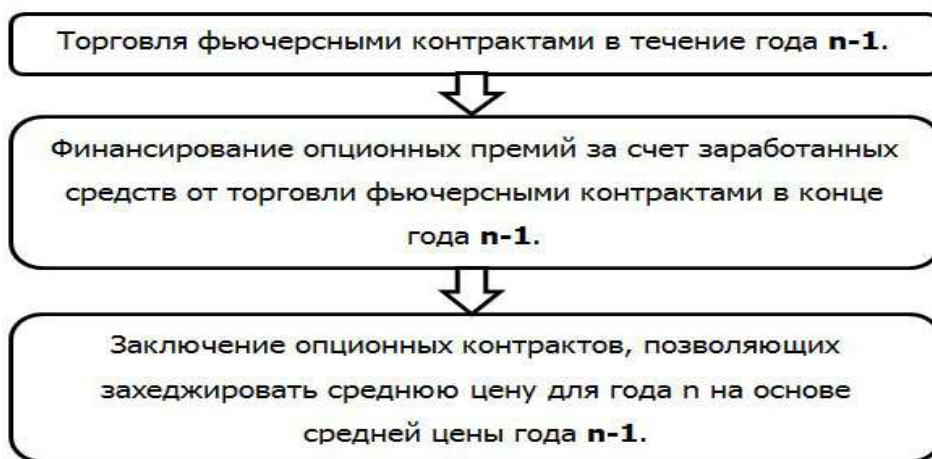 Торговля фьючерсными контрактами в течение года n-1.
Финансирование опционных премий за счет заработанных
средств от торговли фьючерсными контрактами в конце
года n-1.
Заключение опционных контрактов, позволяющих
захеджировать среднюю цену для года n на основе
средней цены года n-1.